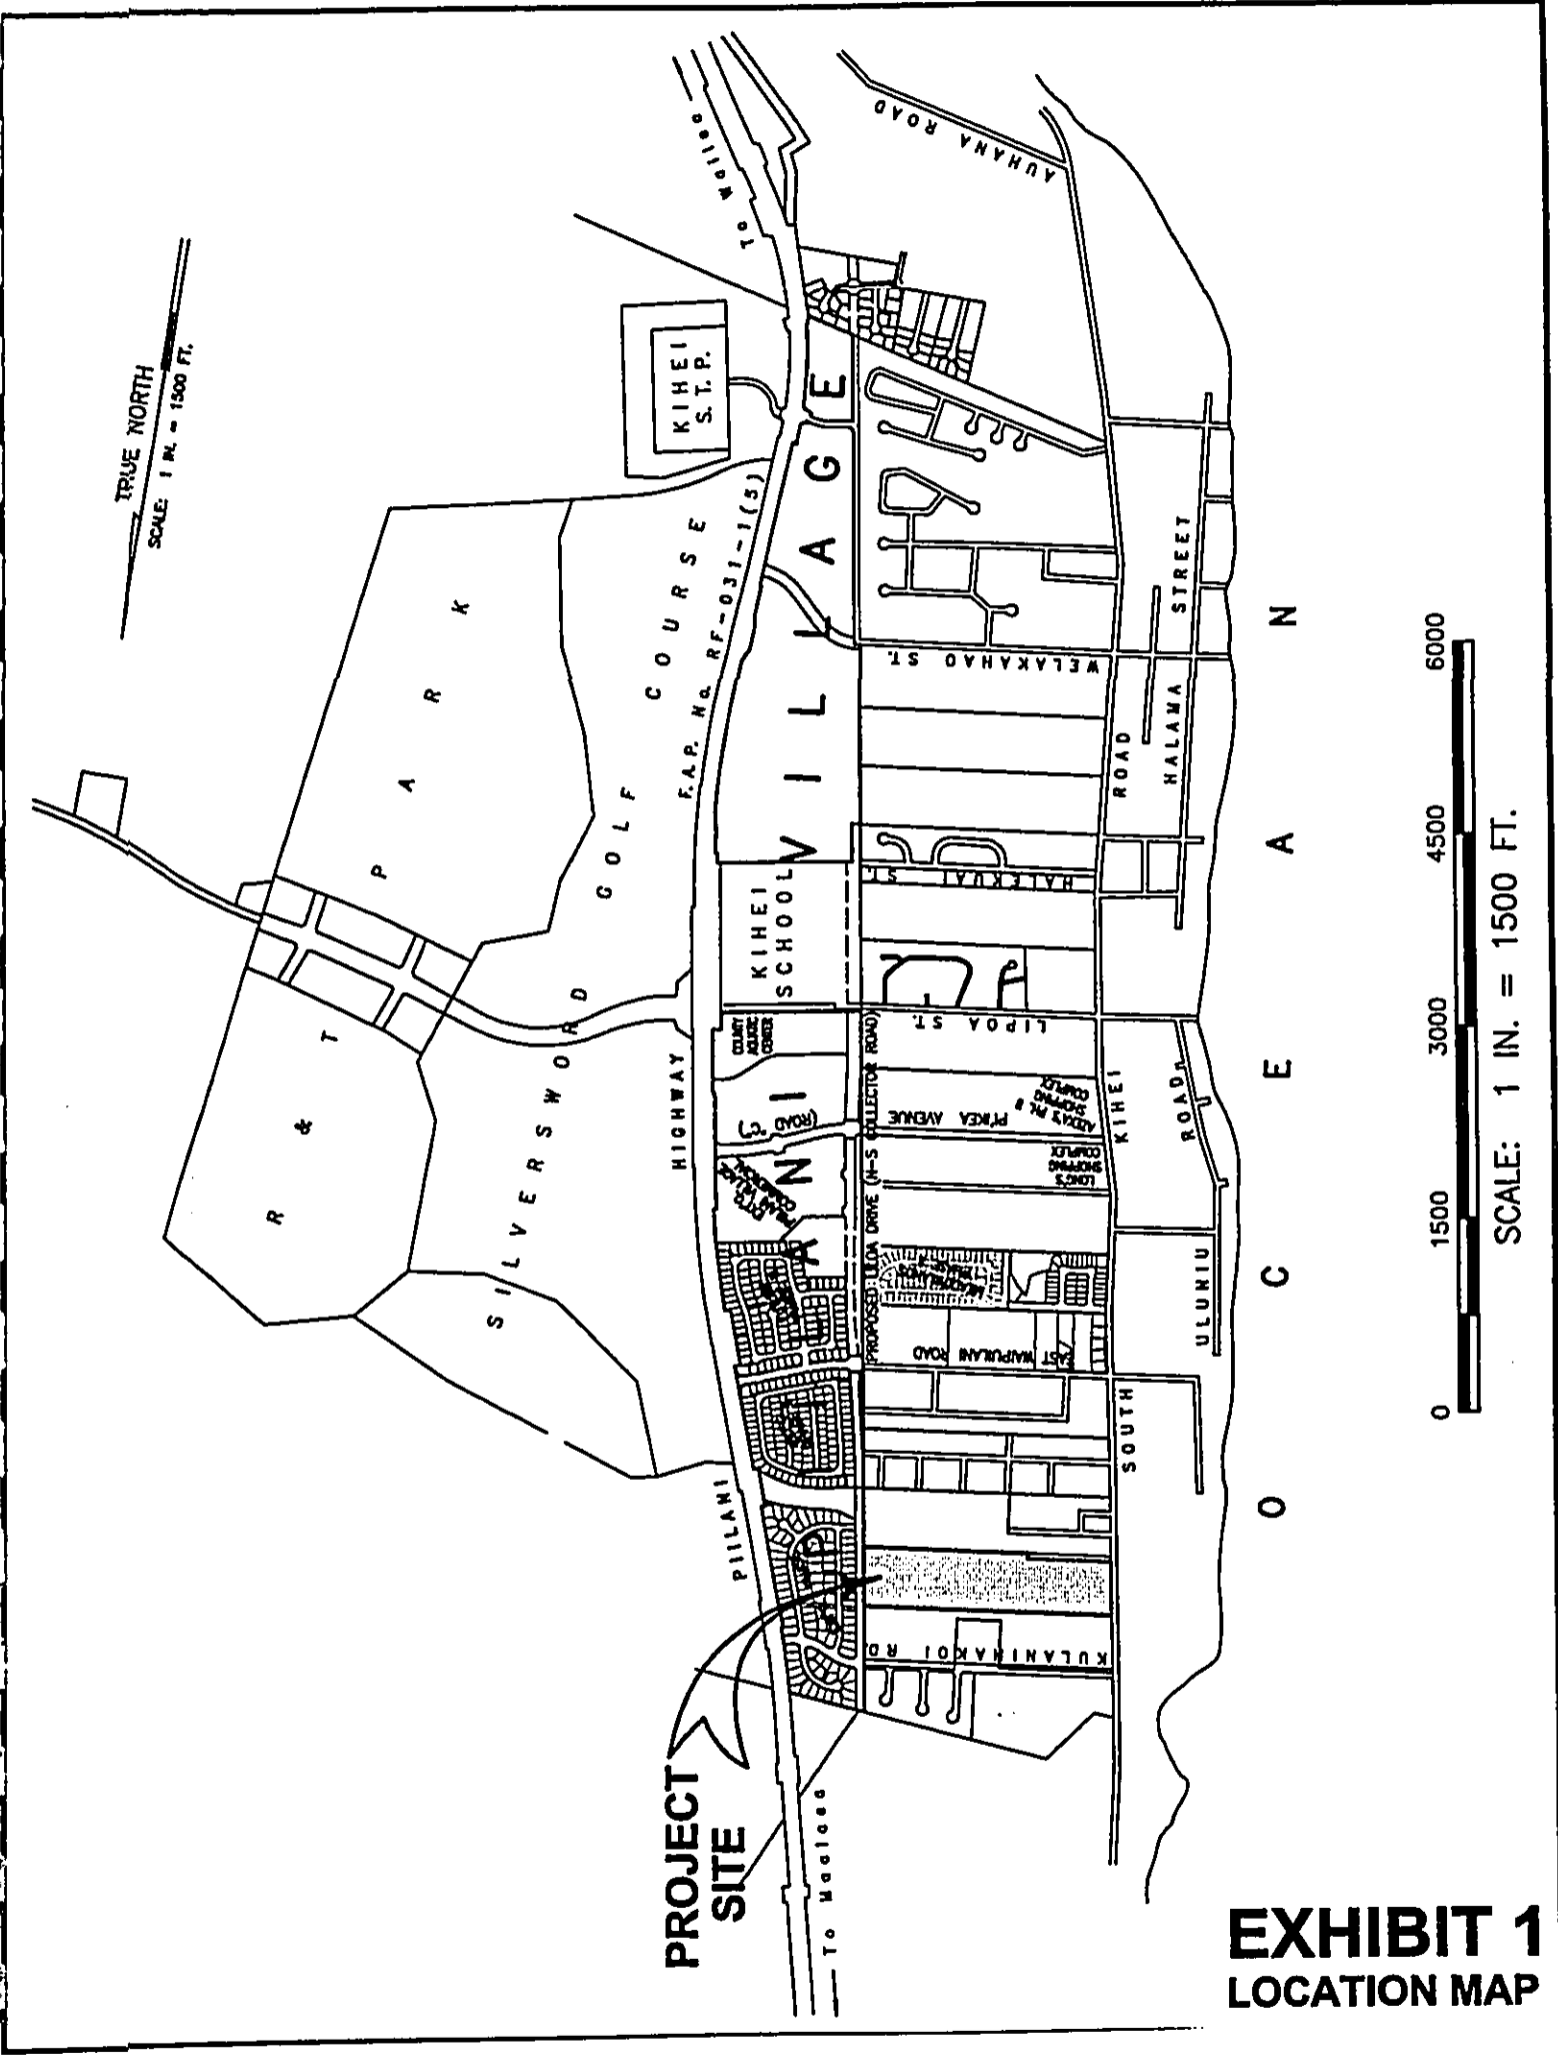 TRUE NORTH
SCALE: 1 IN. = 1500 FT.
R & T PARK
SILVERSWORD GOLF COURSE
KIHEI
S.T.P.
To Wailea
PIILANI HIGHWAY
F.A.P. No. RF-031-1(5)
To Maalaea
PROJECT
SITE
PIILANI VILLAGE
KIHEI
SCHOOL
COUNTY
AQUATIC
CENTER
(ROAD "C")
PROPOSED LILOA DRIVE (N-S COLLECTOR ROAD)
AUHANA ROAD
WELAKAHAO ST.
HALEKUAI ST.
LIPOA ST.
PI'IKEA AVENUE
AZEKA'S PH. II
SHOPPING
COMPLEX
LONG'S
SHOPPING
COMPLEX
EAST WAIPUILANI ROAD
KULANIHAKOI RD.
SOUTH KIHEI ROAD
HALAMA STREET
ULUNIU ROAD
OCEAN
0 1500 3000 4500 6000
SCALE: 1 IN. = 1500 FT.
EXHIBIT 1
LOCATION MAP